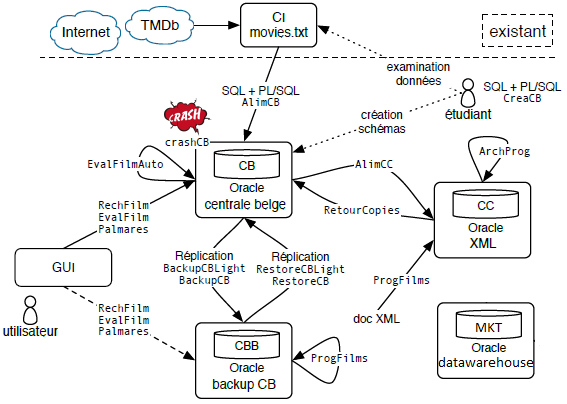 Internet
TMDb
CI
movies.txt
existant
examination
données
SQL + PL/SQL
AlimCB
SQL + PL/SQL
CreaCB
étudiant
création
schémas
CRASH
crashCB
EvalFilmAuto
CB
Oracle
centrale belge
AlimCC
RetourCopies
ArchProg
CC
Oracle
XML
RechFilm
EvalFilm
Palmares
GUI
utilisateur
Réplication
BackupCBLight
BackupCB
Réplication
RestoreCBLight
RestoreCB
ProgFilms
doc XML
RechFilm
EvalFilm
Palmares
CBB
Oracle
backup CB
ProgFilms
MKT
Oracle
datawarehouse